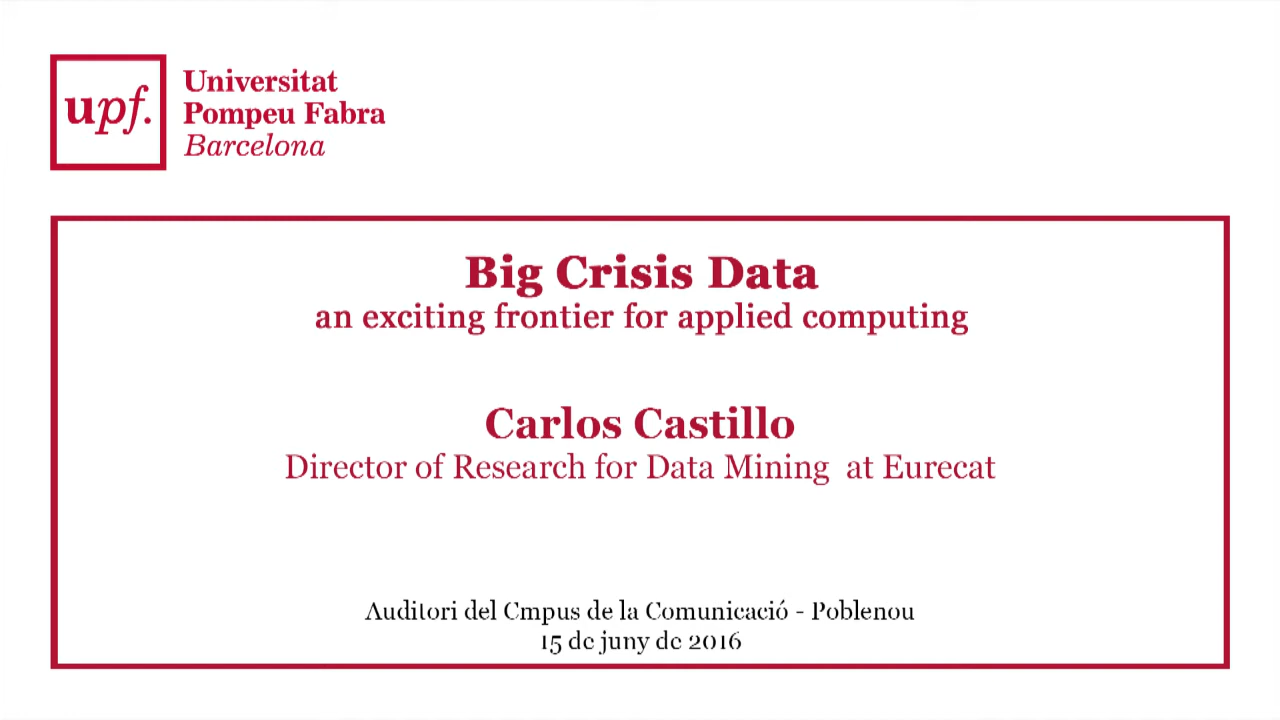 upf.
Universitat
Pompeu Fabra
Barcelona
Big Crisis Data
an exciting frontier for applied computing
Carlos Castillo
Director of Research for Data Mining at Eurecat
Auditori del Cmpus de la Comunicació - Poblenou
15 de juny de 2016